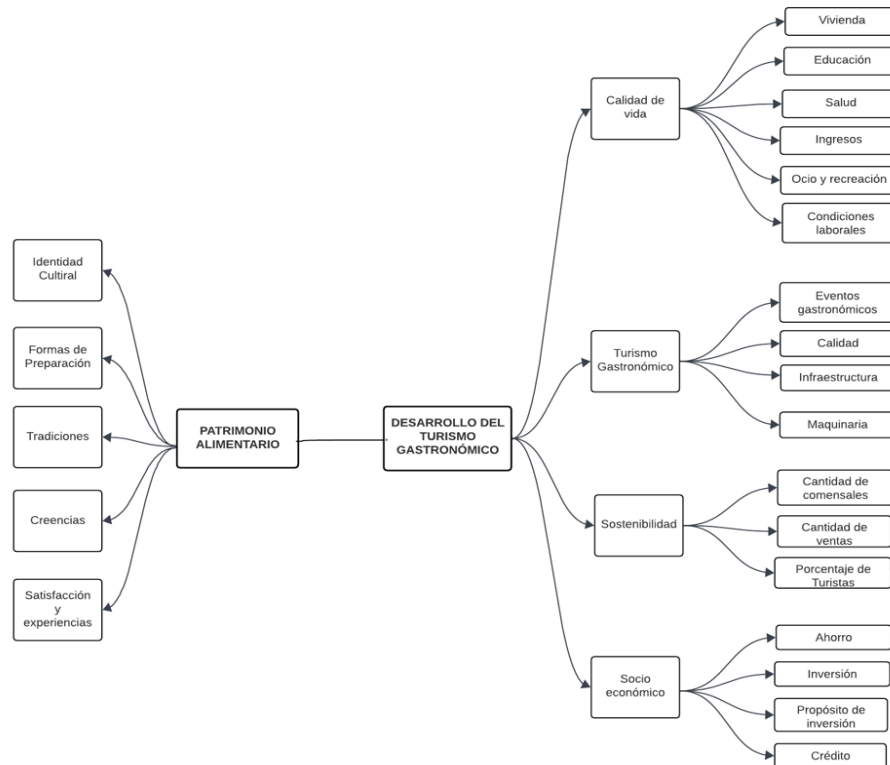 Identidad
Cultiral
Formas de
Preparación
Tradiciones
Creencias
Satisfacción
y
experiencias
PATRIMONIO
ALIMENTARIO
DESARROLLO DEL
TURISMO
GASTRONÓMICO
Calidad de
vida
Vivienda
Educación
Salud
Ingresos
Ocio y recreación
Condiciones
laborales
Turismo
Gastronómico
Eventos
gastronómicos
Calidad
Infraestructura
Maquinaria
Sostenibilidad
Cantidad de
comensales
Cantidad de
ventas
Porcentaje de
Turistas
Socio
económico
Ahorro
Inversión
Propósito de
inversión
Crédito